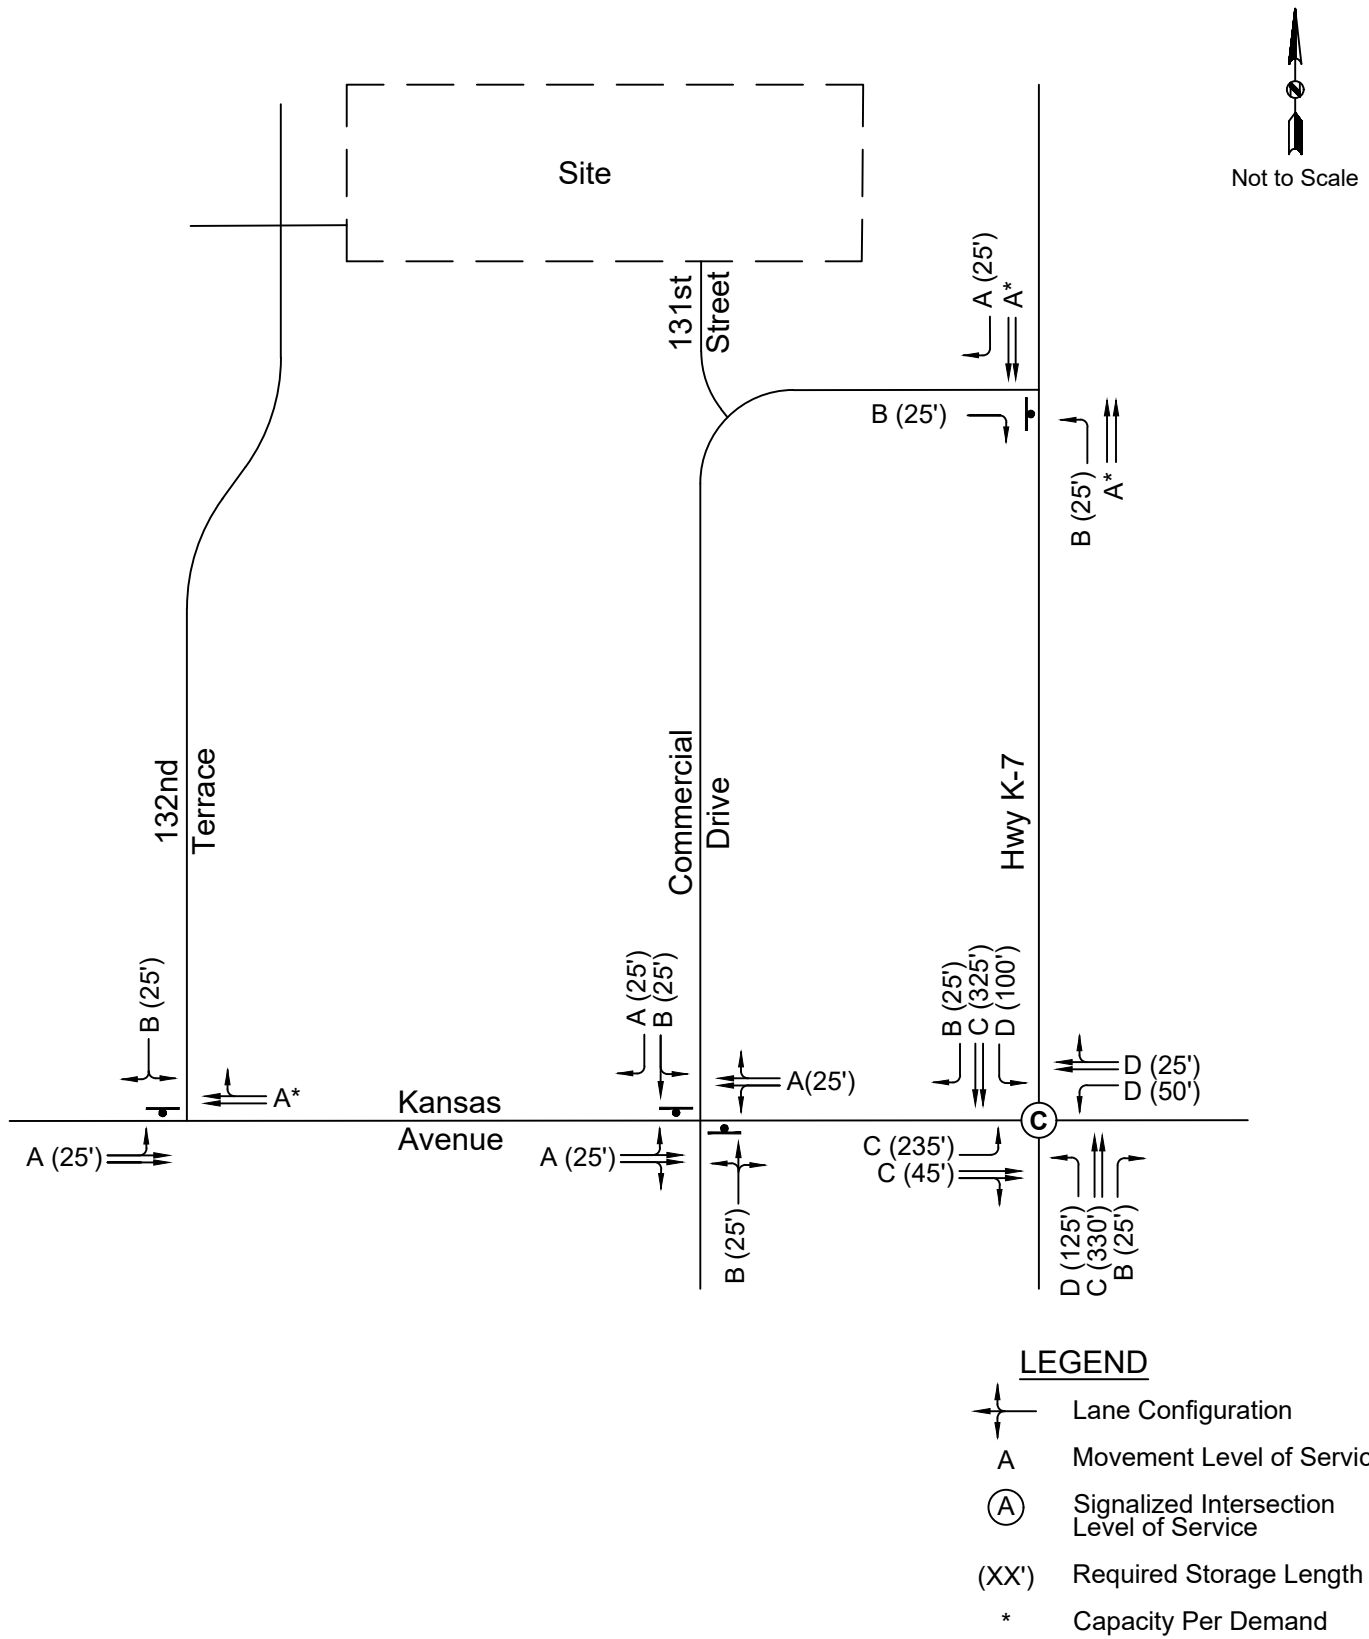 Not to Scale
Site
131st
Street
A (25')
A*
B (25')
B (25')
A*
132nd
Terrace
Commercial
Drive
Hwy K-7
B (25')
A (25')
B (25')
B (25')
C (325')
D (100')
A*
Kansas
Avenue
A(25')
D (25')
D (50')
C
A (25')
A (25')
C (235')
C (45')
B (25')
D (125')
C (330')
B (25')
LEGEND
Lane Configuration
A Movement Level of Servic
A Signalized Intersection
Level of Service
(XX') Required Storage Length
* Capacity Per Demand